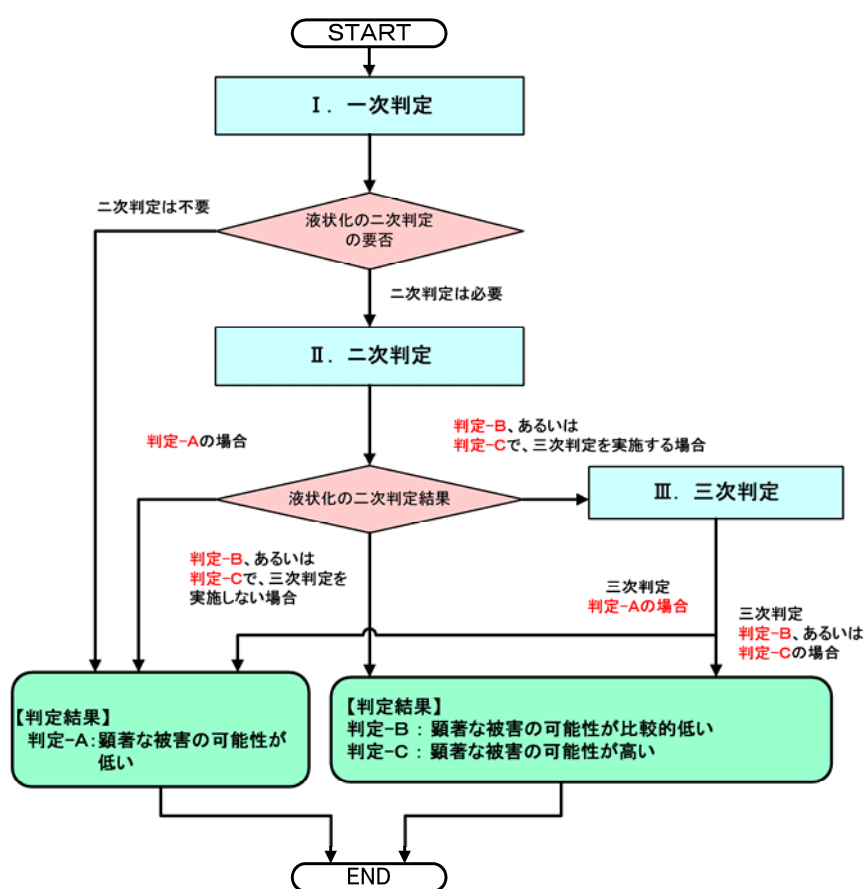 START
Ⅰ．一次判定
二次判定は不要
液状化の二次判定
の要否
二次判定は必要
Ⅱ．二次判定
判定-Aの場合
判定-B、あるいは
判定-Cで、三次判定を実施する場合
液状化の二次判定結果
Ⅲ．三次判定
判定-B、あるいは
判定-Cで、三次判定を
実施しない場合
三次判定
判定-Aの場合
三次判定
判定-B、あるいは
判定-Cの場合
【判定結果】
判定-A：顕著な被害の可能性が
低い
【判定結果】
判定-B：顕著な被害の可能性が比較的低い
判定-C：顕著な被害の可能性が高い
END